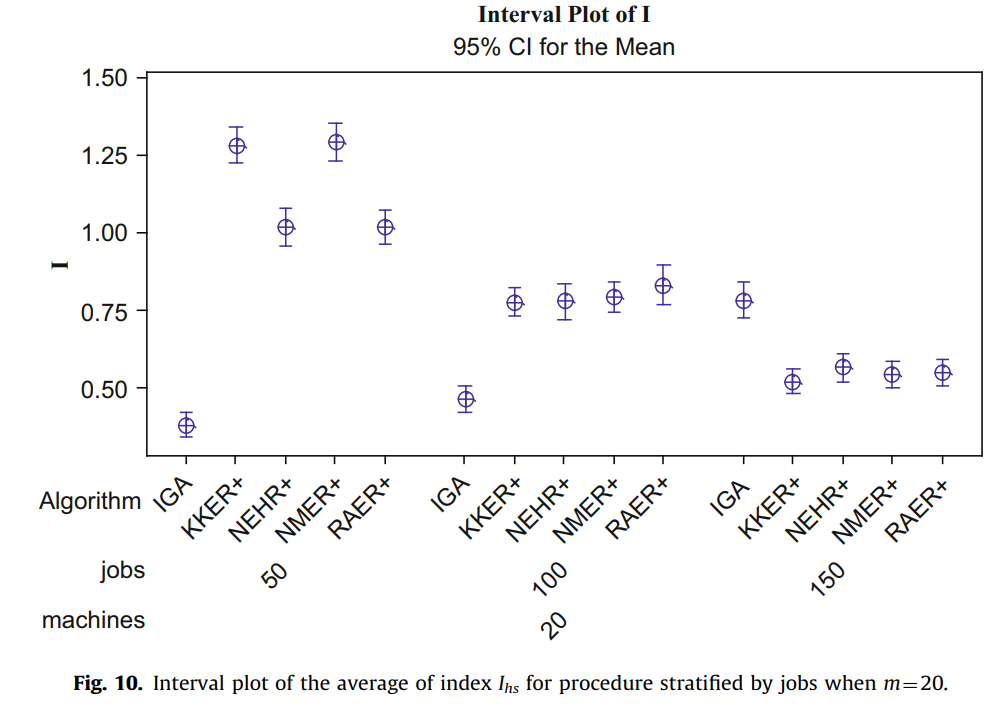 Interval Plot of I
95% CI for the Mean
1.50
1.25
1.00
0.75
0.50
I
Algorithm IGA KKER+ NEHR+ NMER+ RAER+ IGA KKER+ NEHR+ NMER+ RAER+ IGA KKER+ NEHR+ NMER+ RAER+
jobs 50 100 150
machines 20
Fig. 10. Interval plot of the average of index Ihs for procedure stratified by jobs when m=20.